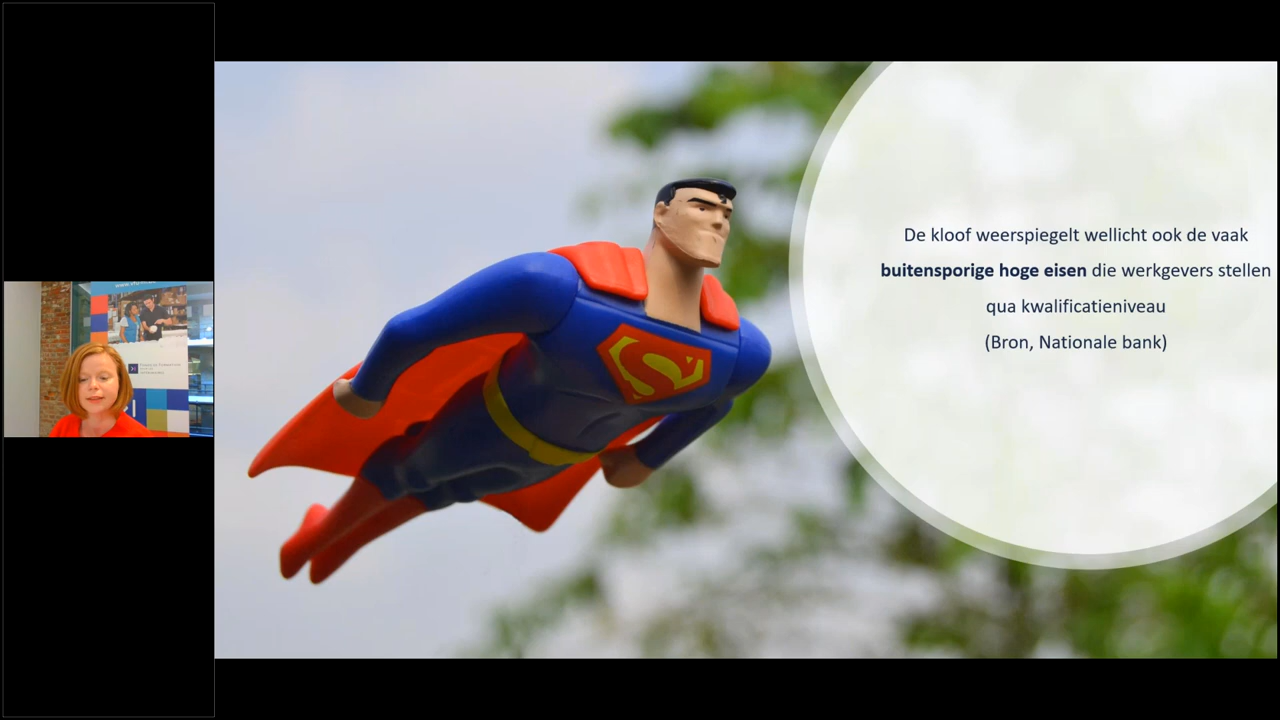 De kloof weerspiegelt wellicht ook de vaak
buitensporige hoge eisen die werkgevers stellen
qua kwalificatieniveau
(Bron, Nationale bank)